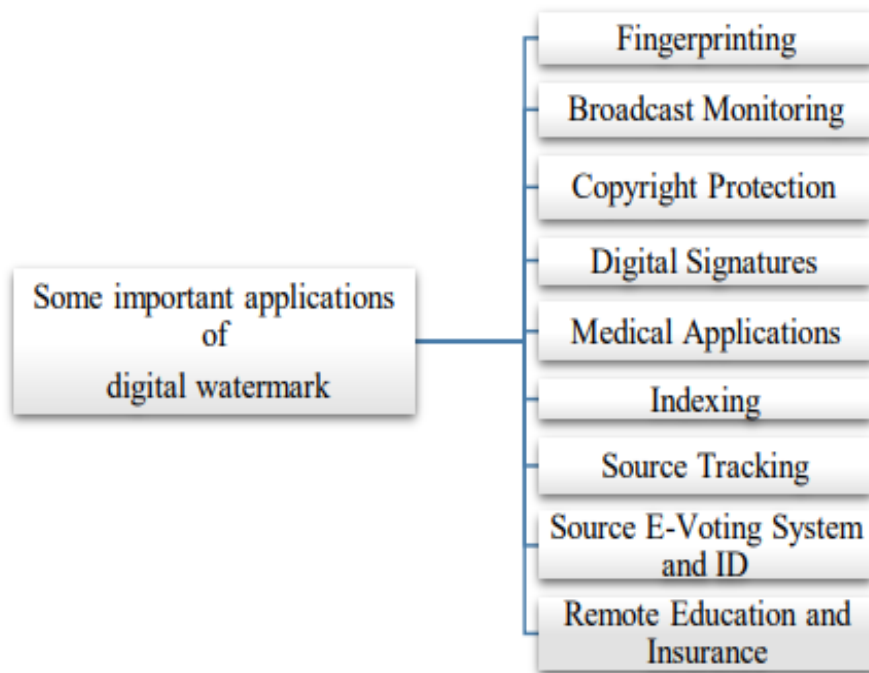 Some important applications
of
digital watermark
Fingerprinting
Broadcast Monitoring
Copyright Protection
Digital Signatures
Medical Applications
Indexing
Source Tracking
Source E-Voting System
and ID
Remote Education and
Insurance